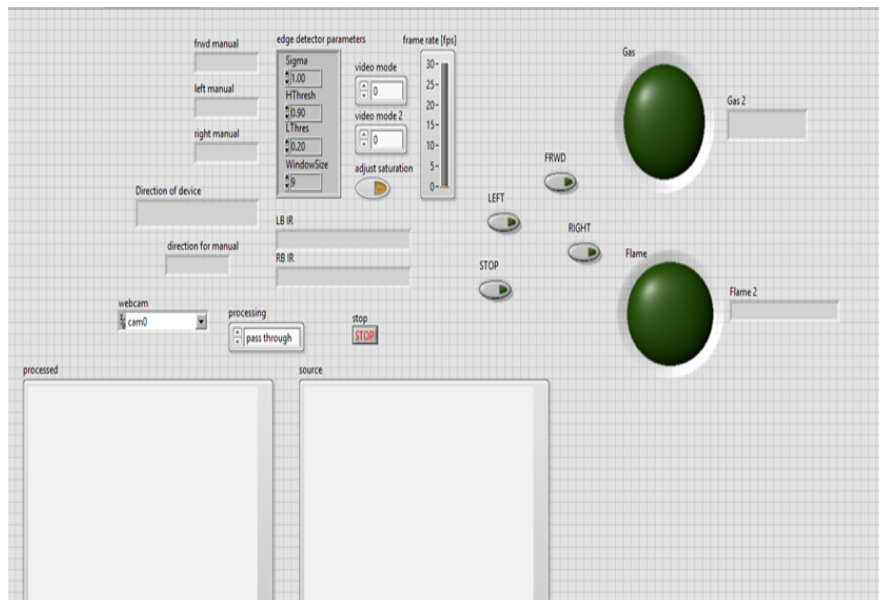 frwd manual
edge detector parameters
frame rate [fps]
Sigma
1.00
HThresh
0.90
LThres
0.20
WindowSize
9
left manual
right manual
video mode
0
video mode 2
0
adjust saturation
30
25
20
15
10
5
0
Gas
Gas 2
FRWD
LEFT
RIGHT
STOP
Direction of device
direction for manual
LB IR
RB IR
Flame
Flame 2
webcam
I/O
cam0
processing
pass through
stop
STOP
processed
source